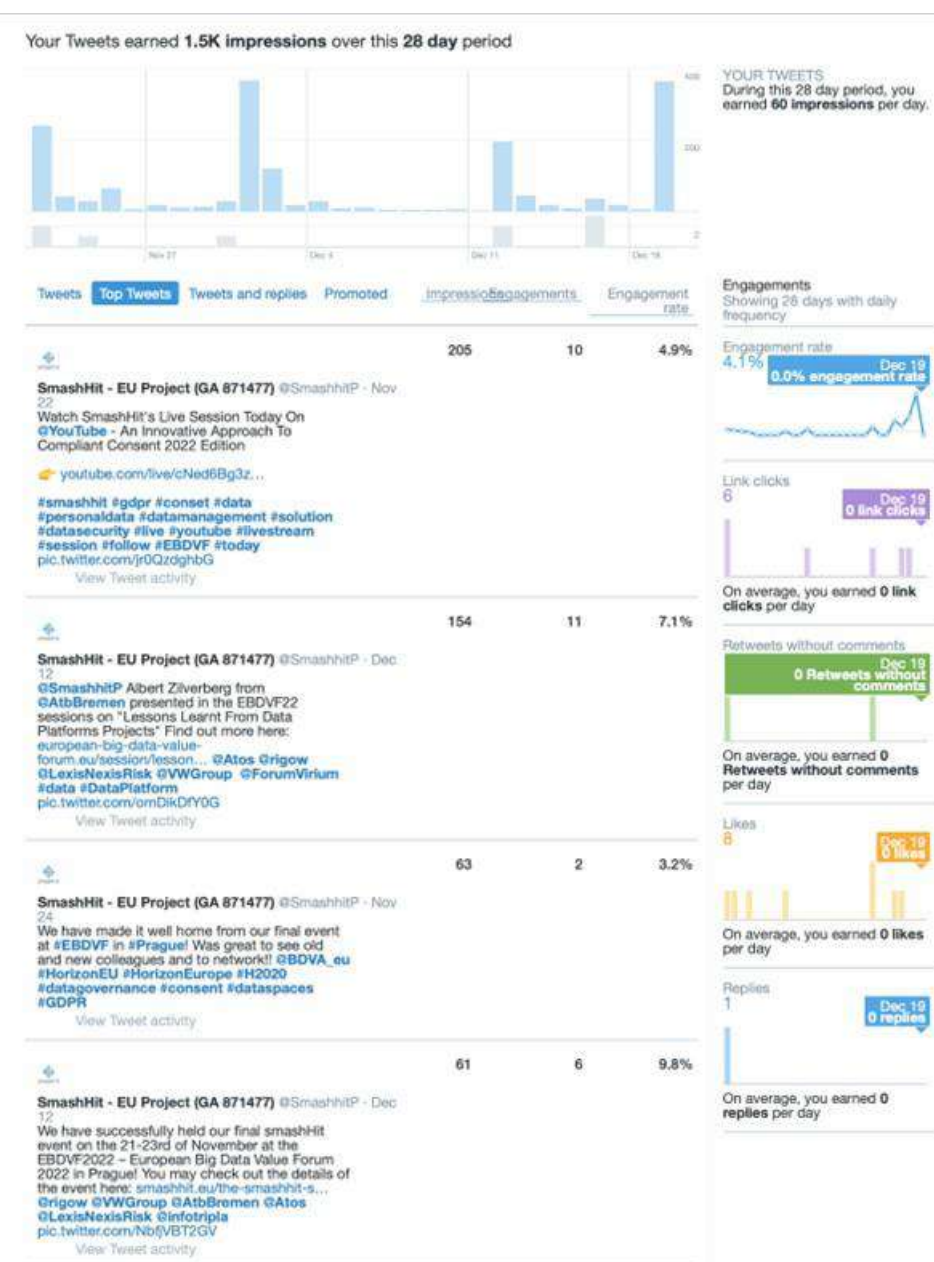 Your Tweets earned 1.5K impressions over this 28 day period
400
200
2
Nov 27
Dec 4
Dec 11
Dec 18
YOUR TWEETS
During this 28 day period, you
earned 60 impressions per day.
Tweets
Top Tweets
Tweets and replies
Promoted
Impressions
Engagements
Engagement
rate
205 10 4.9%
SmashHit - EU Project (GA 871477) @SmashhitP · Nov
22
Watch SmashHit's Live Session Today On
@YouTube - An Innovative Approach To
Compliant Consent 2022 Edition
👉 youtube.com/live/cNed6Bg3z...
#smashhit #gdpr #conset #data
#personaldata #datamanagement #solution
#datasecurity #live #youtube #livestream
#session #follow #EBDVF #today
pic.twitter.com/jr0QzdghbG
View Tweet activity
154 11 7.1%
SmashHit - EU Project (GA 871477) @SmashhitP · Dec
12
@SmashhitP Albert Zilverberg from
@AtbBremen presented in the EBDVF22
sessions on "Lessons Learnt From Data
Platforms Projects" Find out more here:
european-big-data-value-
forum.eu/session/lesson... @Atos @rigow
@LexisNexisRisk @VWGroup @ForumVirium
#data #DataPlatform
pic.twitter.com/omDikDfY0G
View Tweet activity
63 2 3.2%
SmashHit - EU Project (GA 871477) @SmashhitP · Nov
24
We have made it well home from our final event
at #EBDVF in #Prague! Was great to see old
and new colleagues and to network!! @BDVA_eu
#HorizonEU #HorizonEurope #H2020
#datagovernance #consent #dataspaces
#GDPR
View Tweet activity
61 6 9.8%
SmashHit - EU Project (GA 871477) @SmashhitP · Dec
12
We have successfully held our final smashHit
event on the 21-23rd of November at the
EBDVF2022 – European Big Data Value Forum
2022 in Prague! You may check out the details of
the event here: smashhit.eu/the-smashhit-s...
@rigow @VWGroup @AtbBremen @Atos
@LexisNexisRisk @infotripla
pic.twitter.com/NbfjVBT2GV
View Tweet activity
Engagements
Showing 28 days with daily
frequency
Engagement rate
4.1%
Dec 19
0.0% engagement rate
Link clicks
6
Dec 19
0 link clicks
On average, you earned 0 link
clicks per day
Retweets without comments
Dec 19
0 Retweets without
comments
On average, you earned 0
Retweets without comments
per day
Likes
8
Dec 19
0 likes
On average, you earned 0 likes
per day
Replies
1
Dec 19
0 replies
On average, you earned 0
replies per day